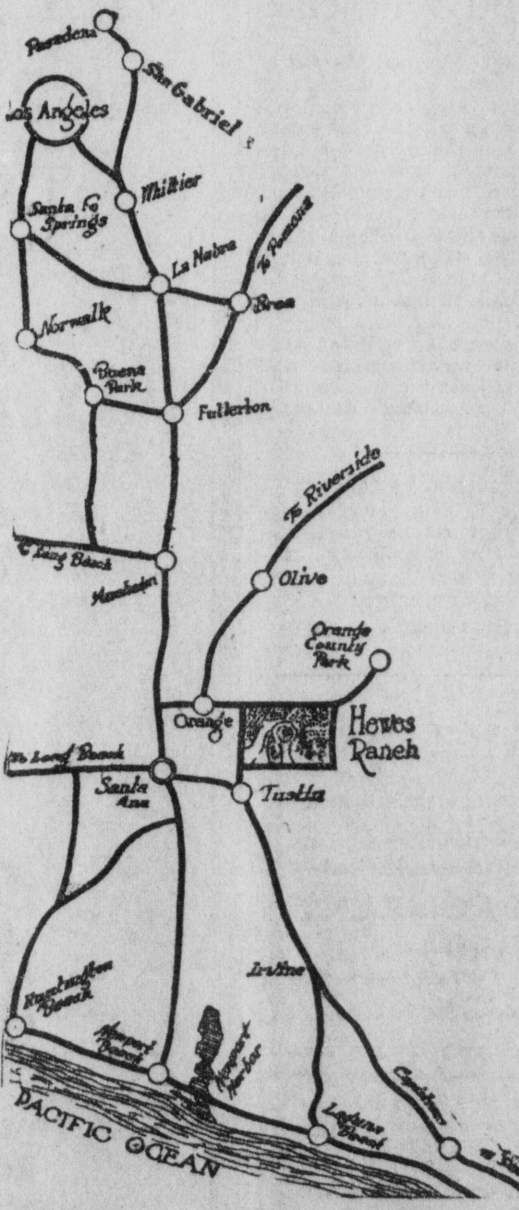 Pasadena
San Gabriel
Los Angeles
Whittier
Santa Fe
Springs
La Habra
To Pomona
Brea
Norwalk
Buena
Park
Fullerton
To Riverside
To Long Beach
Anaheim
Olive
Orange
County
Park
Orange
Hewes
Ranch
To Long Beach
Santa
Ana
Tustin
Irvine
Huntington
Beach
Newport
Beach
Newport
Harbor
Capistrano
Laguna
Beach
PACIFIC OCEAN